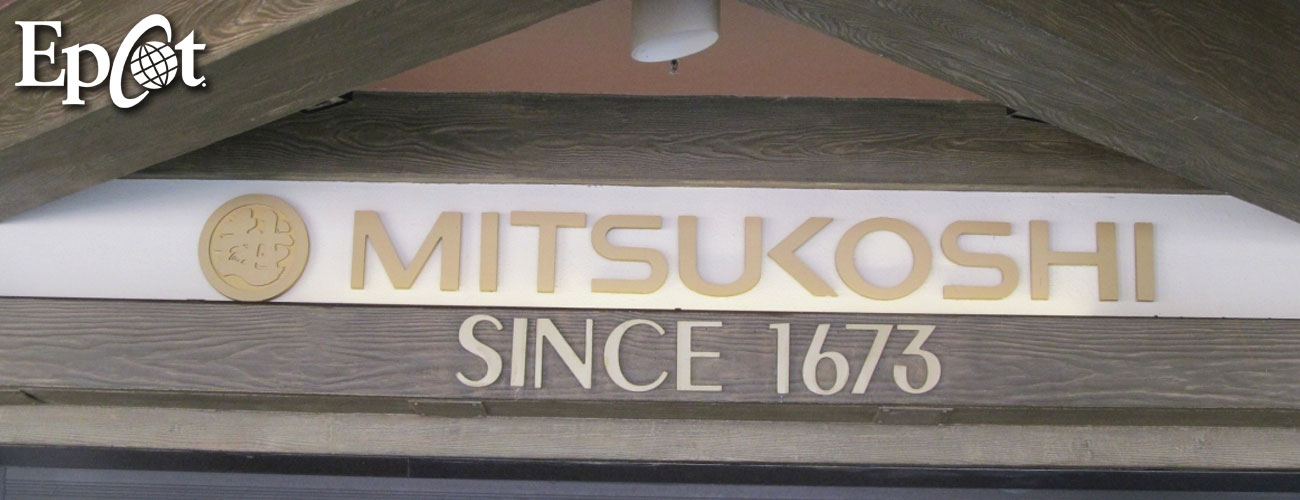 Epcot
MITSUKOSHI
SINCE 1673